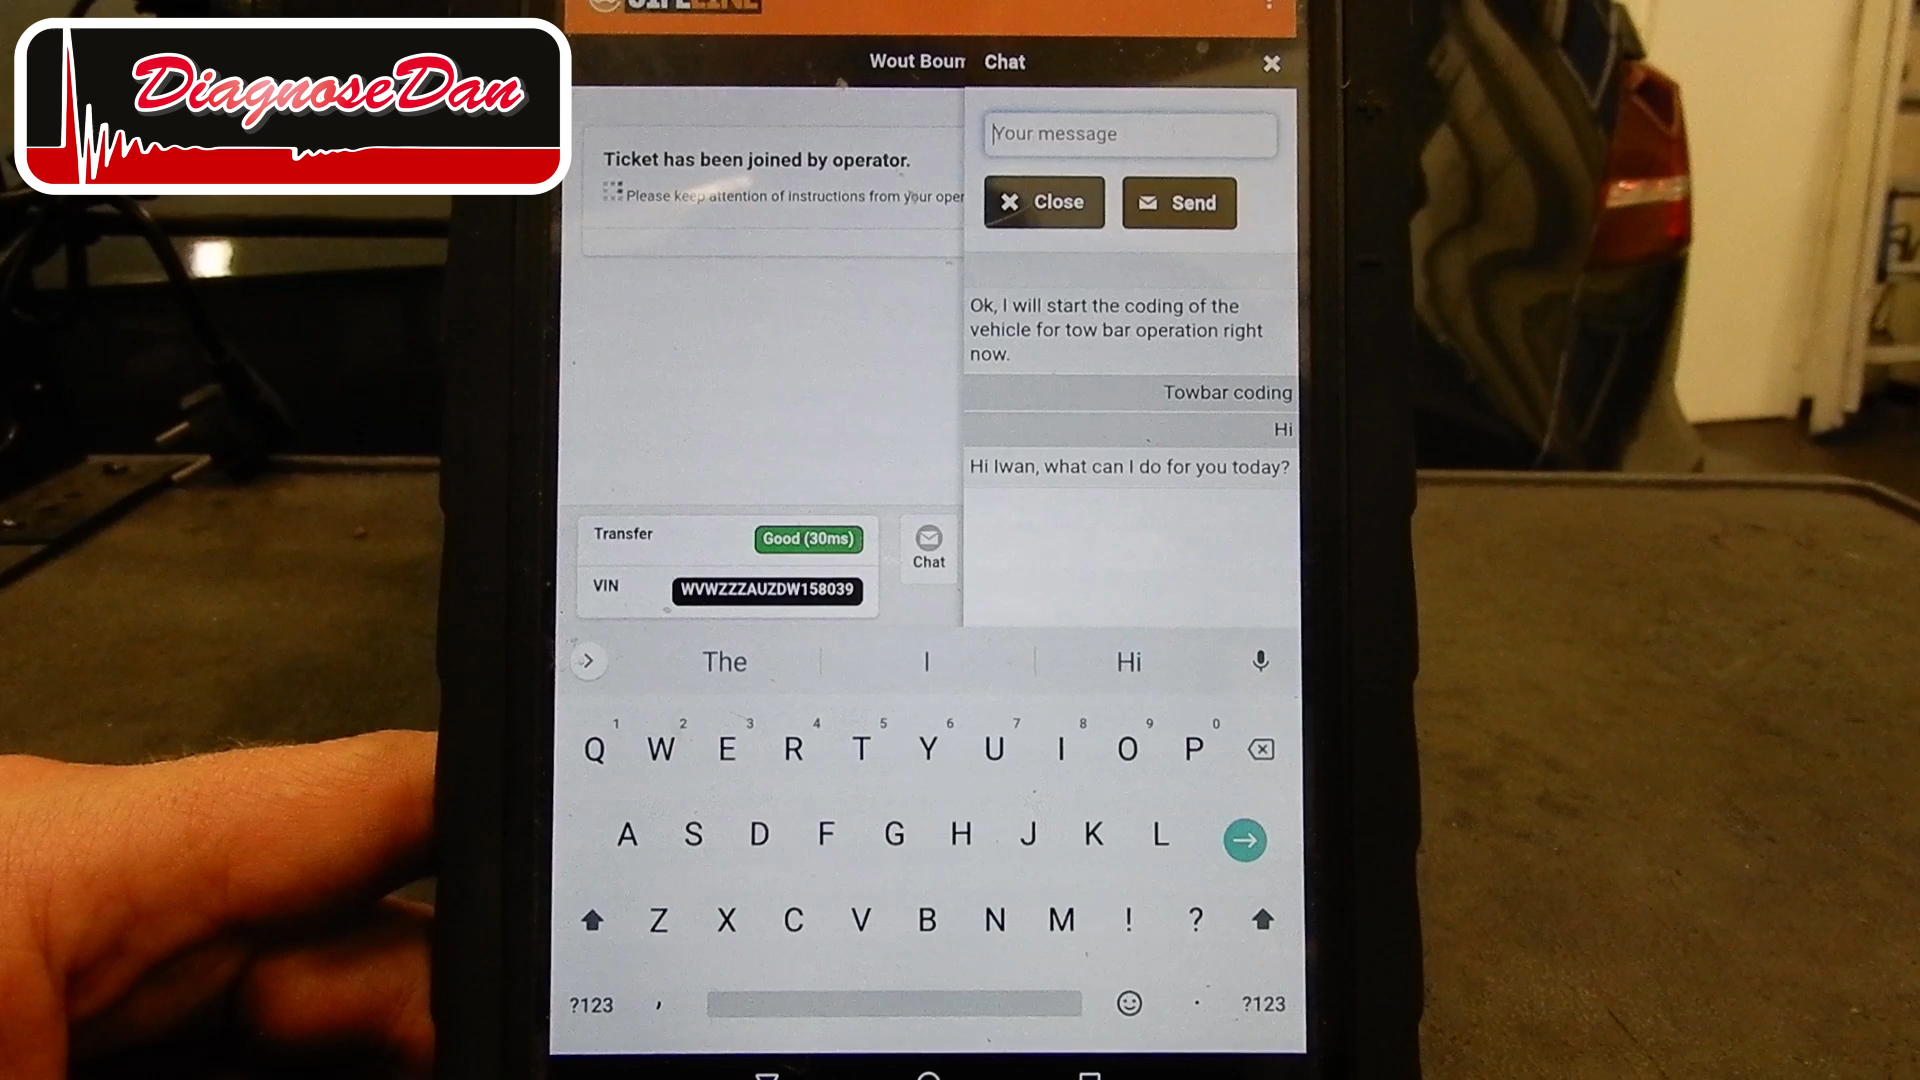 DiagnoseDan
Wout Boun
Chat
Your message
Close
Send
Ticket has been joined by operator.
Please keep attention of instructions from your oper
Ok, I will start the coding of the
vehicle for tow bar operation right
now.
Towbar coding
Hi
Hi Iwan, what can I do for you today?
Transfer
Good (30ms)
VIN
WVWZZZAUZDW158039
Chat
The I Hi
1 2 3 4 5 6 7 8 9 0
Q W E R T Y U I O P
A S D F G H J K L
Z X C V B N M ! ?
?123 , . ?123